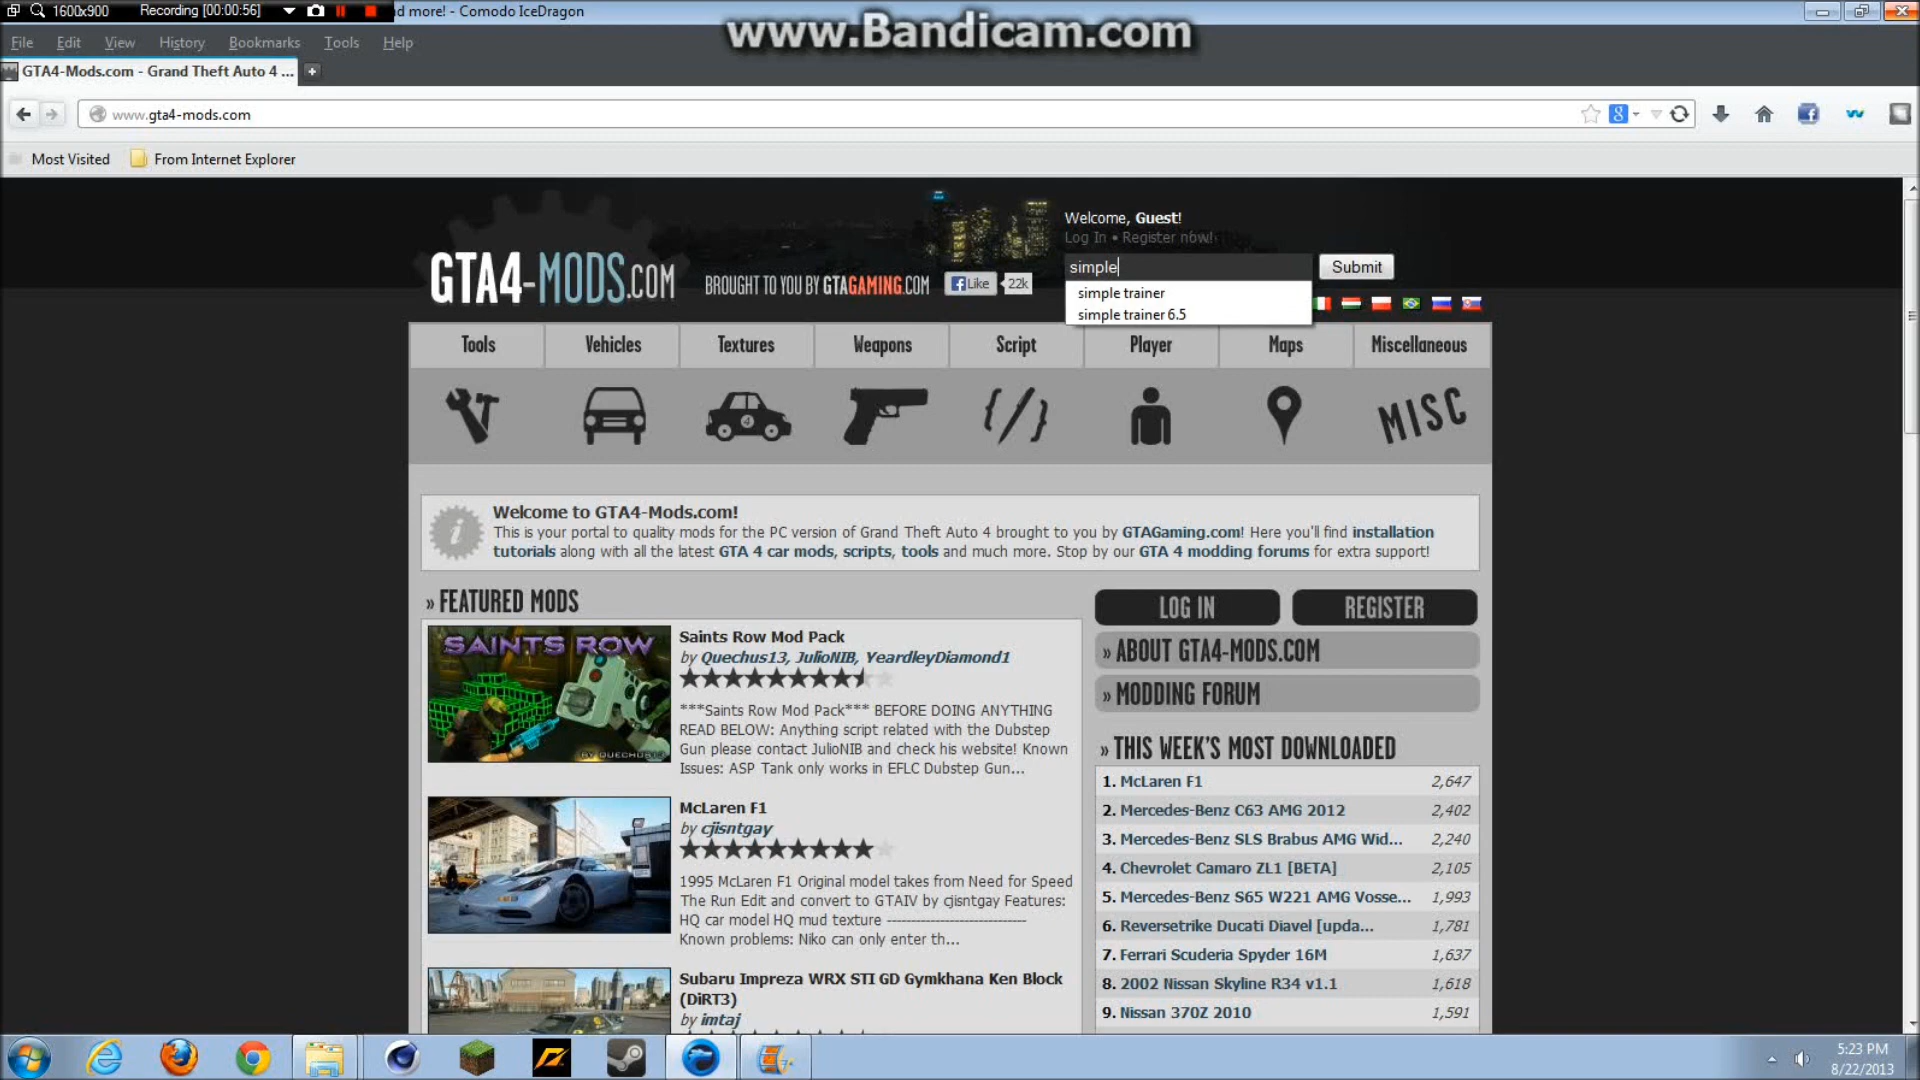 1600x900
Recording [00:00:56]
nd more! - Comodo IceDragon
www.Bandicam.com
File Edit View History Bookmarks Tools Help
GTA4-Mods.com - Grand Theft Auto 4 ...
www.gta4-mods.com
Most Visited From Internet Explorer
Welcome, Guest!
Log In • Register now!
simple
Submit
simple trainer
simple trainer 6.5
GTA4-MODS.COM
BROUGHT TO YOU BY GTAGAMING.COM
Like 22k
Tools Vehicles Textures Weapons Script Player Maps Miscellaneous
MISC
Welcome to GTA4-Mods.com!
This is your portal to quality mods for the PC version of Grand Theft Auto 4 brought to you by GTAGaming.com! Here you'll find installation
tutorials along with all the latest GTA 4 car mods, scripts, tools and much more. Stop by our GTA 4 modding forums for extra support!
» FEATURED MODS
SAINTS ROW
BY QUECHUS13
Saints Row Mod Pack
by Quechus13, JulioNIB, YeardleyDiamond1
***Saints Row Mod Pack*** BEFORE DOING ANYTHING
READ BELOW: Anything script related with the Dubstep
Gun please contact JulioNIB and check his website! Known
Issues: ASP Tank only works in EFLC Dubstep Gun...
McLaren F1
by cjisntgay
1995 McLaren F1 Original model takes from Need for Speed
The Run Edit and convert to GTAIV by cjisntgay Features:
HQ car model HQ mud texture ----------------------------
Known problems: Niko can only enter th...
Subaru Impreza WRX STI GD Gymkhana Ken Block
(DiRT3)
by imtaj
LOG IN REGISTER
» ABOUT GTA4-MODS.COM
» MODDING FORUM
» THIS WEEK'S MOST DOWNLOADED
1. McLaren F1 2,647
2. Mercedes-Benz C63 AMG 2012 2,402
3. Mercedes-Benz SLS Brabus AMG Wid... 2,240
4. Chevrolet Camaro ZL1 [BETA] 2,105
5. Mercedes-Benz S65 W221 AMG Vosse... 1,993
6. Reversetrike Ducati Diavel [upda... 1,781
7. Ferrari Scuderia Spyder 16M 1,637
8. 2002 Nissan Skyline R34 v1.1 1,618
9. Nissan 370Z 2010 1,591
5:23 PM
8/22/2013